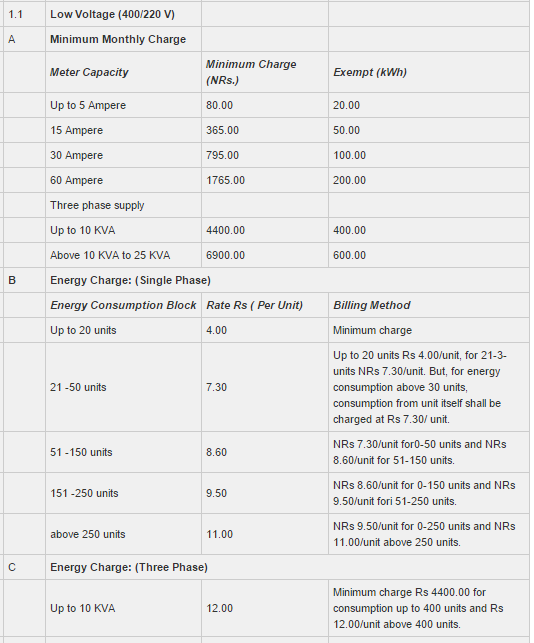 1.1 Low Voltage (400/220 V)
A Minimum Monthly Charge
Meter Capacity Minimum Charge (NRs.) Exempt (kWh)
Up to 5 Ampere 80.00 20.00
15 Ampere 365.00 50.00
30 Ampere 795.00 100.00
60 Ampere 1765.00 200.00
Three phase supply
Up to 10 KVA 4400.00 400.00
Above 10 KVA to 25 KVA 6900.00 600.00
B Energy Charge: (Single Phase)
Energy Consumption Block Rate Rs ( Per Unit) Billing Method
Up to 20 units 4.00 Minimum charge
21 -50 units 7.30
Up to 20 units Rs 4.00/unit, for 21-3-
units NRs 7.30/unit. But, for energy
consumption above 30 units,
consumption from unit itself shall be
charged at Rs 7.30/ unit.
51 -150 units 8.60
NRs 7.30/unit for0-50 units and NRs
8.60/unit for 51-150 units.
151 -250 units 9.50
NRs 8.60/unit for 0-150 units and NRs
9.50/unit fori 51-250 units.
above 250 units 11.00
NRs 9.50/unit for 0-250 units and NRs
11.00/unit above 250 units.
C Energy Charge: (Three Phase)
Up to 10 KVA 12.00
Minimum charge Rs 4400.00 for
consumption up to 400 units and Rs
12.00/unit above 400 units.